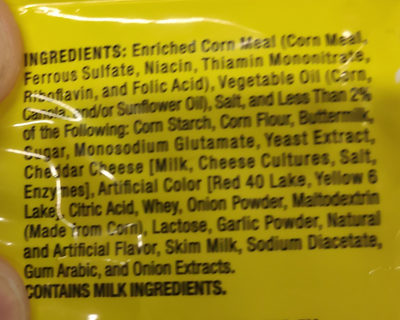 INGREDIENTS: Enriched Corn Meal (Corn Meal,
Ferrous Sulfate, Niacin, Thiamin Mononitrate,
Riboflavin, and Folic Acid), Vegetable Oil (Corn,
Canola, and/or Sunflower Oil), Salt, and Less Than 2%
of the Following: Corn Starch, Corn Flour, Buttermilk,
Sugar, Monosodium Glutamate, Yeast Extract,
Cheddar Cheese [Milk, Cheese Cultures, Salt,
Enzymes], Artificial Color [Red 40 Lake, Yellow 6
Lake], Citric Acid, Whey, Onion Powder, Maltodextrin
(Made from Corn), Lactose, Garlic Powder, Natural
and Artificial Flavor, Skim Milk, Sodium Diacetate,
Gum Arabic, and Onion Extracts.
CONTAINS MILK INGREDIENTS.